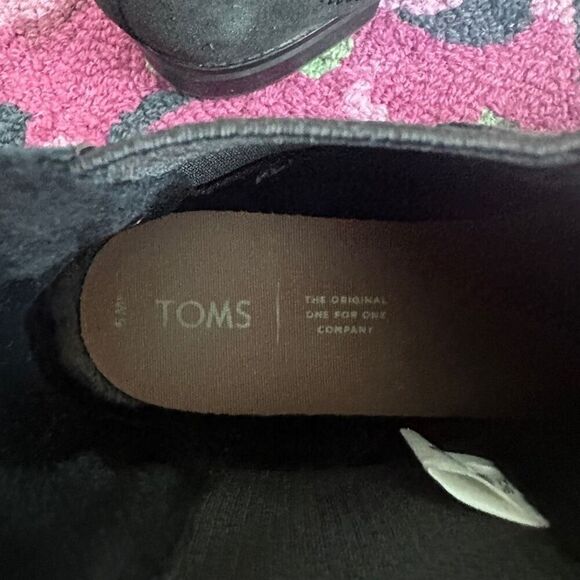 TOMS
THE ORIGINAL
ONE FOR ONE
COMPANY